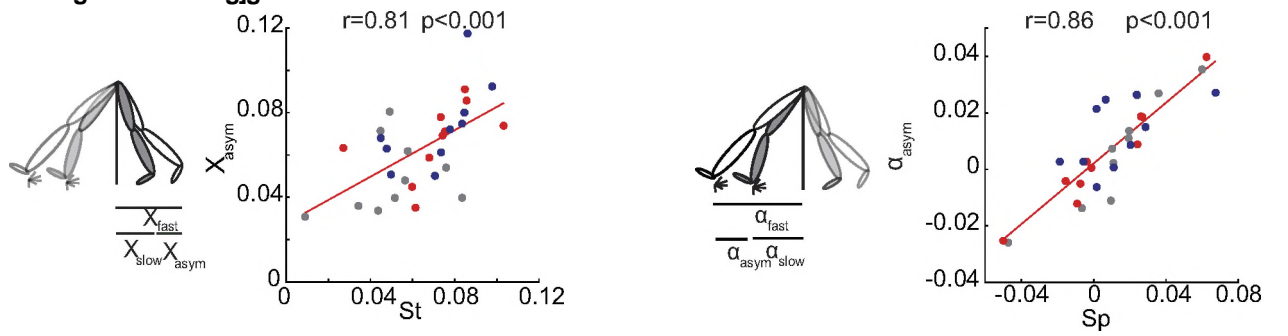 r=0.81 p<0.001
0.12
0.08
0.04
0
X_asym
0 0.04 0.08 0.12
St
X_fast
X_slow X_asym
r=0.86 p<0.001
0.04
0.02
0
-0.02
-0.04
α_asym
-0.04 0 0.04 0.08
Sp
α_fast
α_asym α_slow